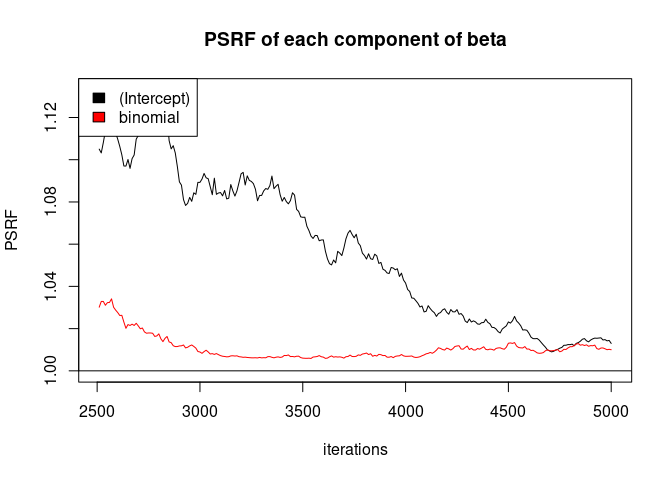 PSRF of each component of beta
(Intercept)
binomial
PSRF
1.12
1.08
1.04
1.00
2500 3000 3500 4000 4500 5000
iterations